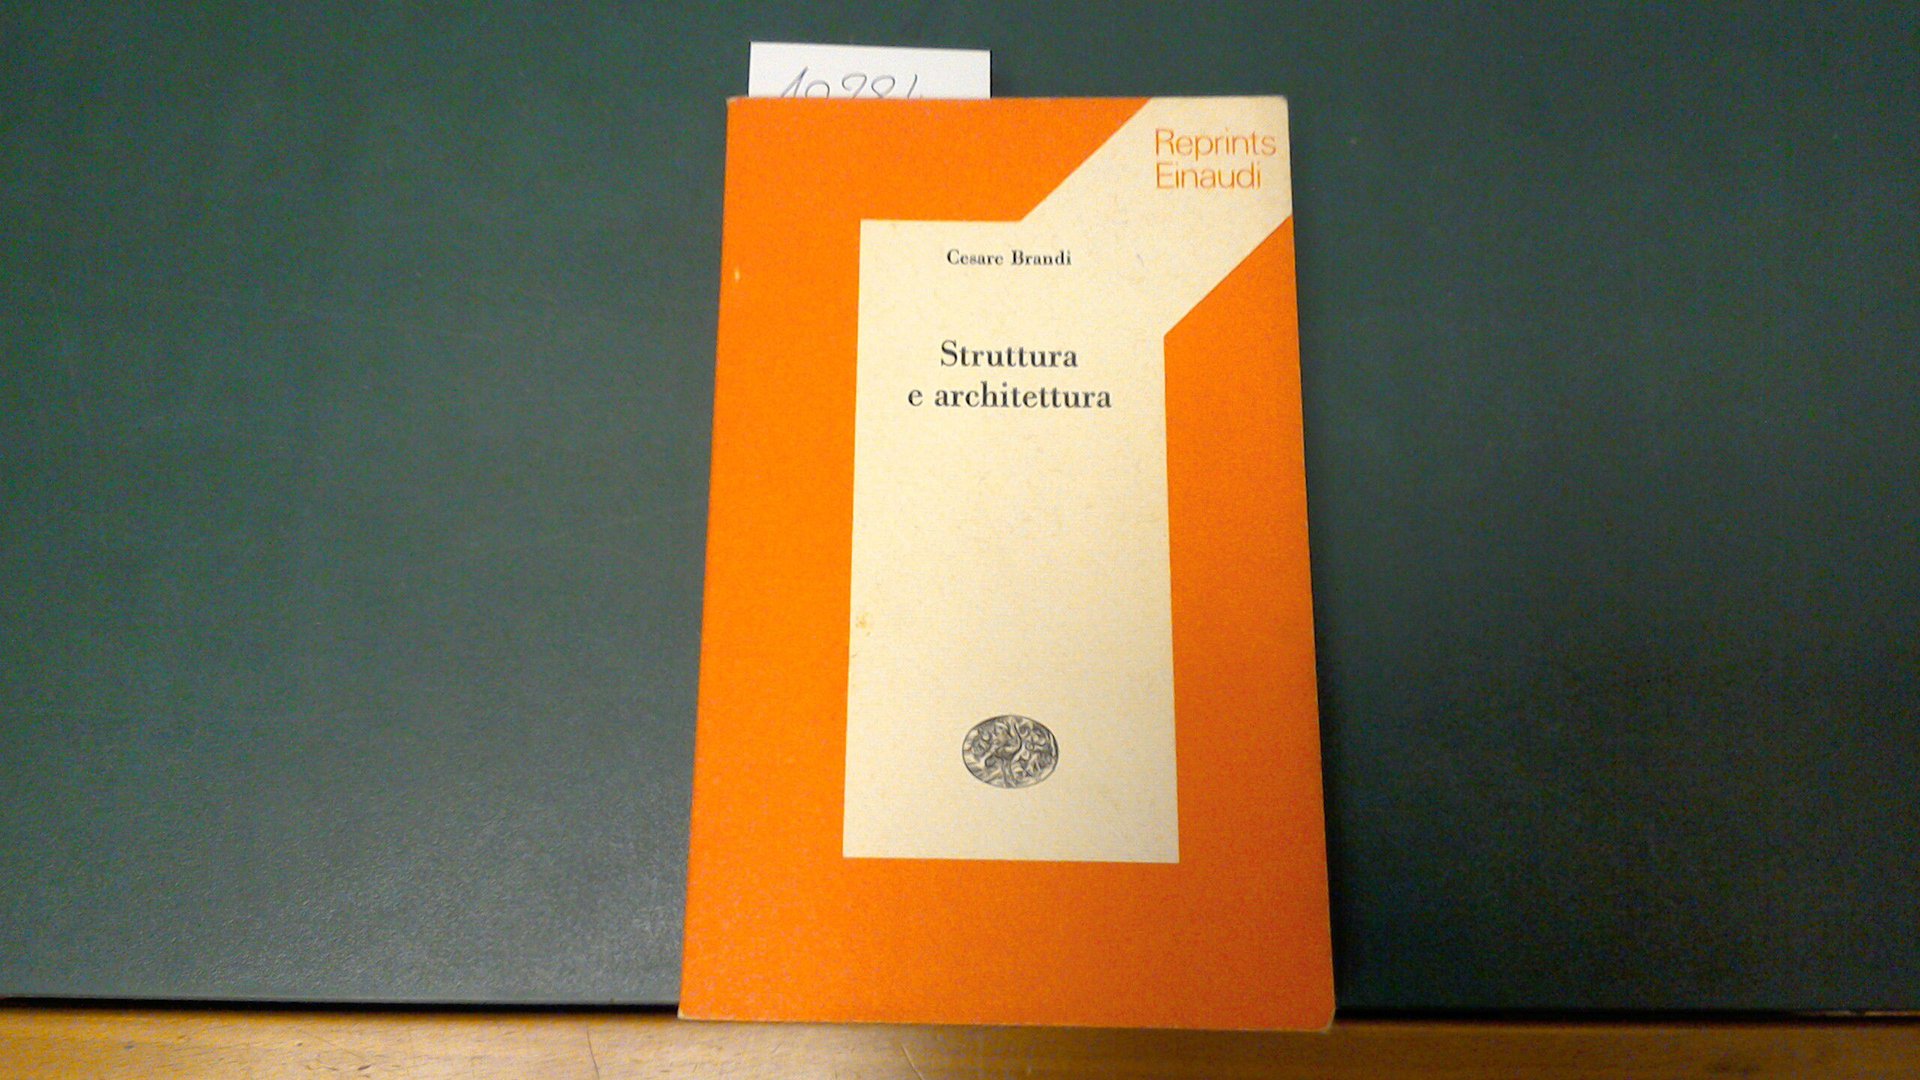 Reprints
Einaudi
Cesare Brandi
Struttura
e architettura